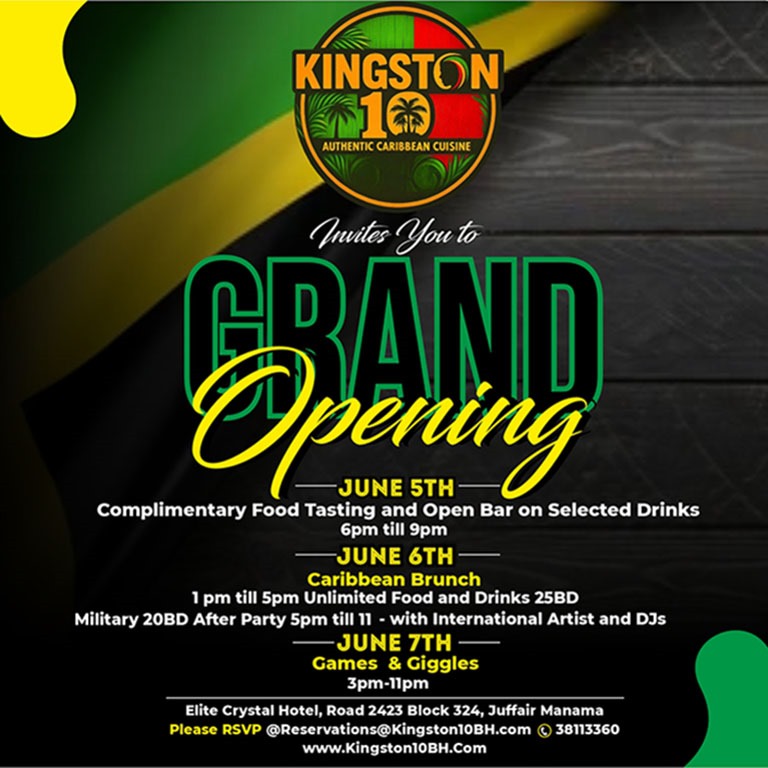 KINGSTON
10
AUTHENTIC CARIBBEAN CUISINE
Invites You to
GRAND
Opening
JUNE 5TH
Complimentary Food Tasting and Open Bar on Selected Drinks
6pm till 9pm
JUNE 6TH
Caribbean Brunch
1 pm till 5pm Unlimited Food and Drinks 25BD
Military 20BD After Party 5pm till 11 - with International Artist and DJs
JUNE 7TH
Games & Giggles
3pm-11pm
Elite Crystal Hotel, Road 2423 Block 324, Juffair Manama
Please RSVP @Reservations@Kingston10BH.com 38113360
www.Kingston10BH.Com